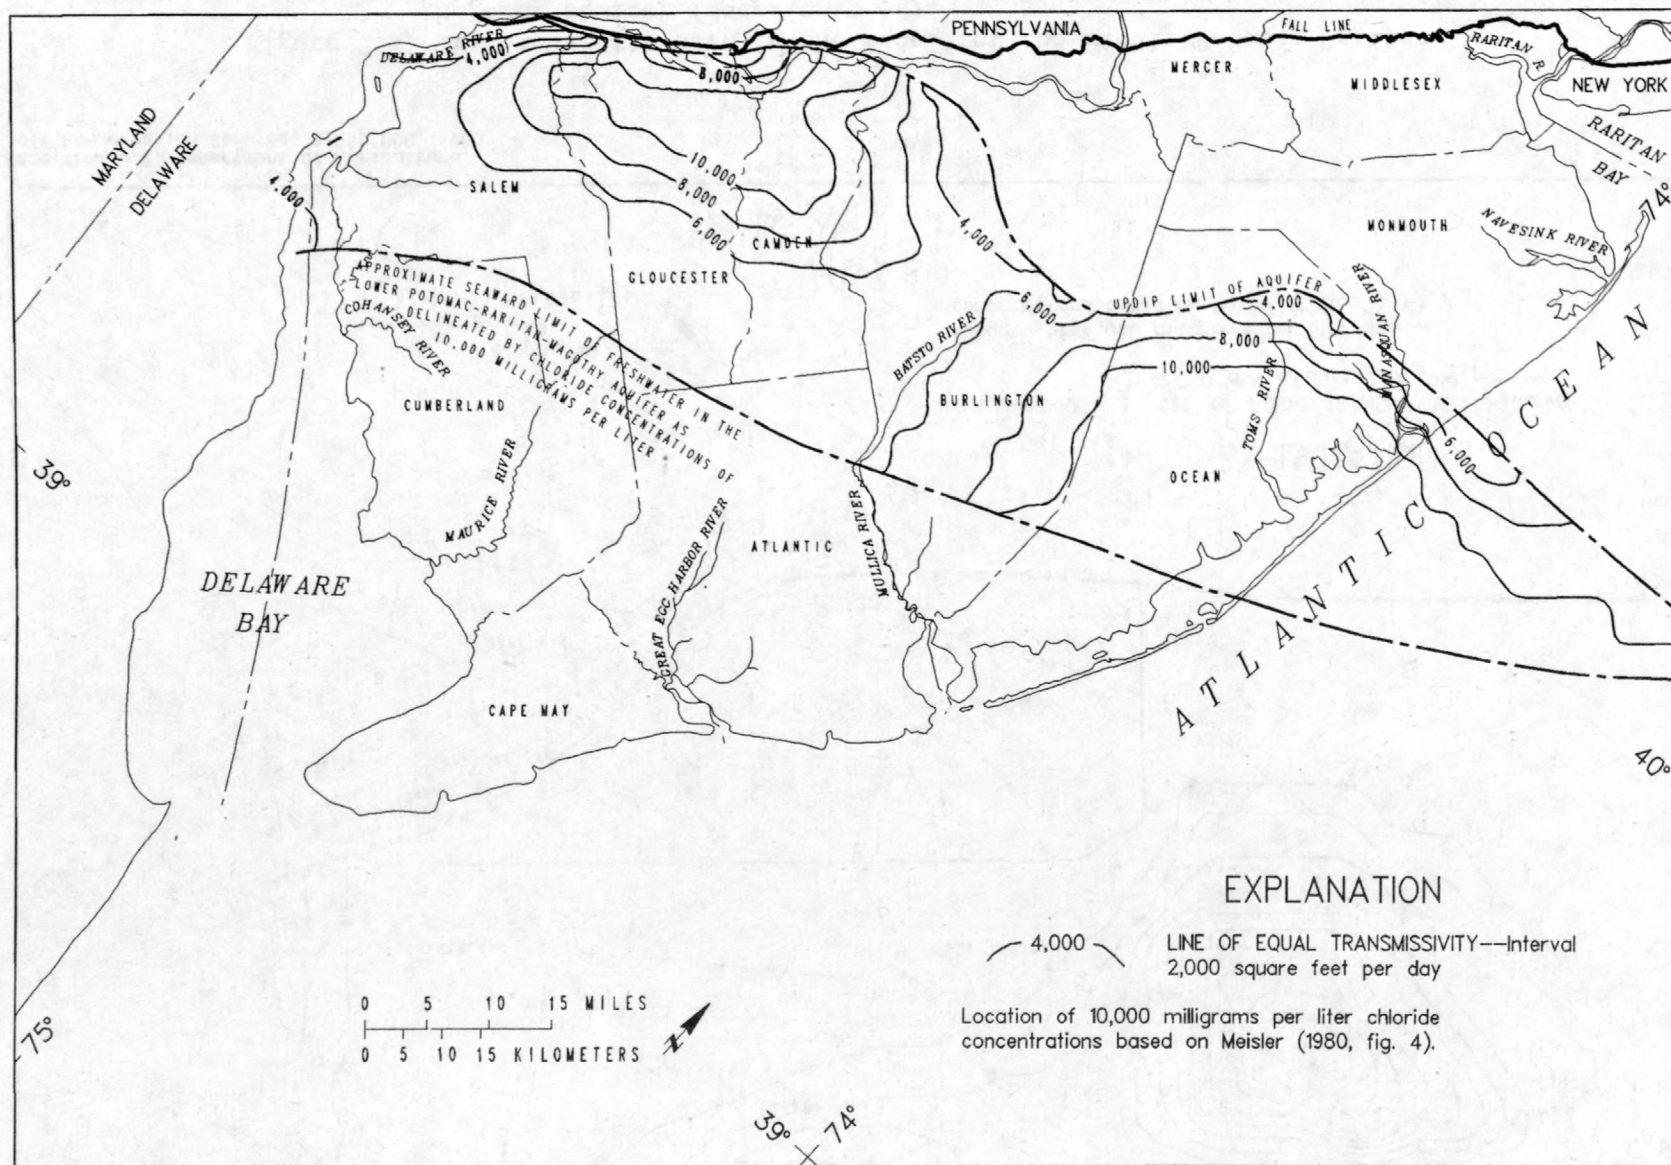 PENNSYLVANIA
FALL LINE
DELAWARE RIVER
4,000
8,000
MERCER
MIDDLESEX
RARITAN R
NEW YORK
RARITAN
BAY
74°
MARYLAND
DELAWARE
4,000
SALEM
10,000
8,000
6,000
CAMDEN
GLOUCESTER
4,000
MONMOUTH
NAVESINK RIVER
MANASQUAN RIVER
APPROXIMATE SEAWARD LIMIT OF FRESHWATER IN THE
LOWER POTOMAC-RARITAN-MAGOTHY AQUIFER AS
DELINEATED BY CHLORIDE CONCENTRATIONS OF
10,000 MILLIGRAMS PER LITER
COHANSEY
RIVER
6,000
UPDIP LIMIT OF AQUIFER
4,000
8,000
10,000
BATSTO RIVER
BURLINGTON
TOMS RIVER
6,000
CUMBERLAND
MAURICE RIVER
39°
OCEAN
ATLANTIC OCEAN
MULLICA RIVER
ATLANTIC
GREAT EGG HARBOR RIVER
DELAWARE
BAY
CAPE MAY
40°
EXPLANATION
4,000
LINE OF EQUAL TRANSMISSIVITY--Interval
2,000 square feet per day
Location of 10,000 milligrams per liter chloride
concentrations based on Meisler (1980, fig. 4).
0 5 10 15 MILES
0 5 10 15 KILOMETERS
N
75°
39° 74°